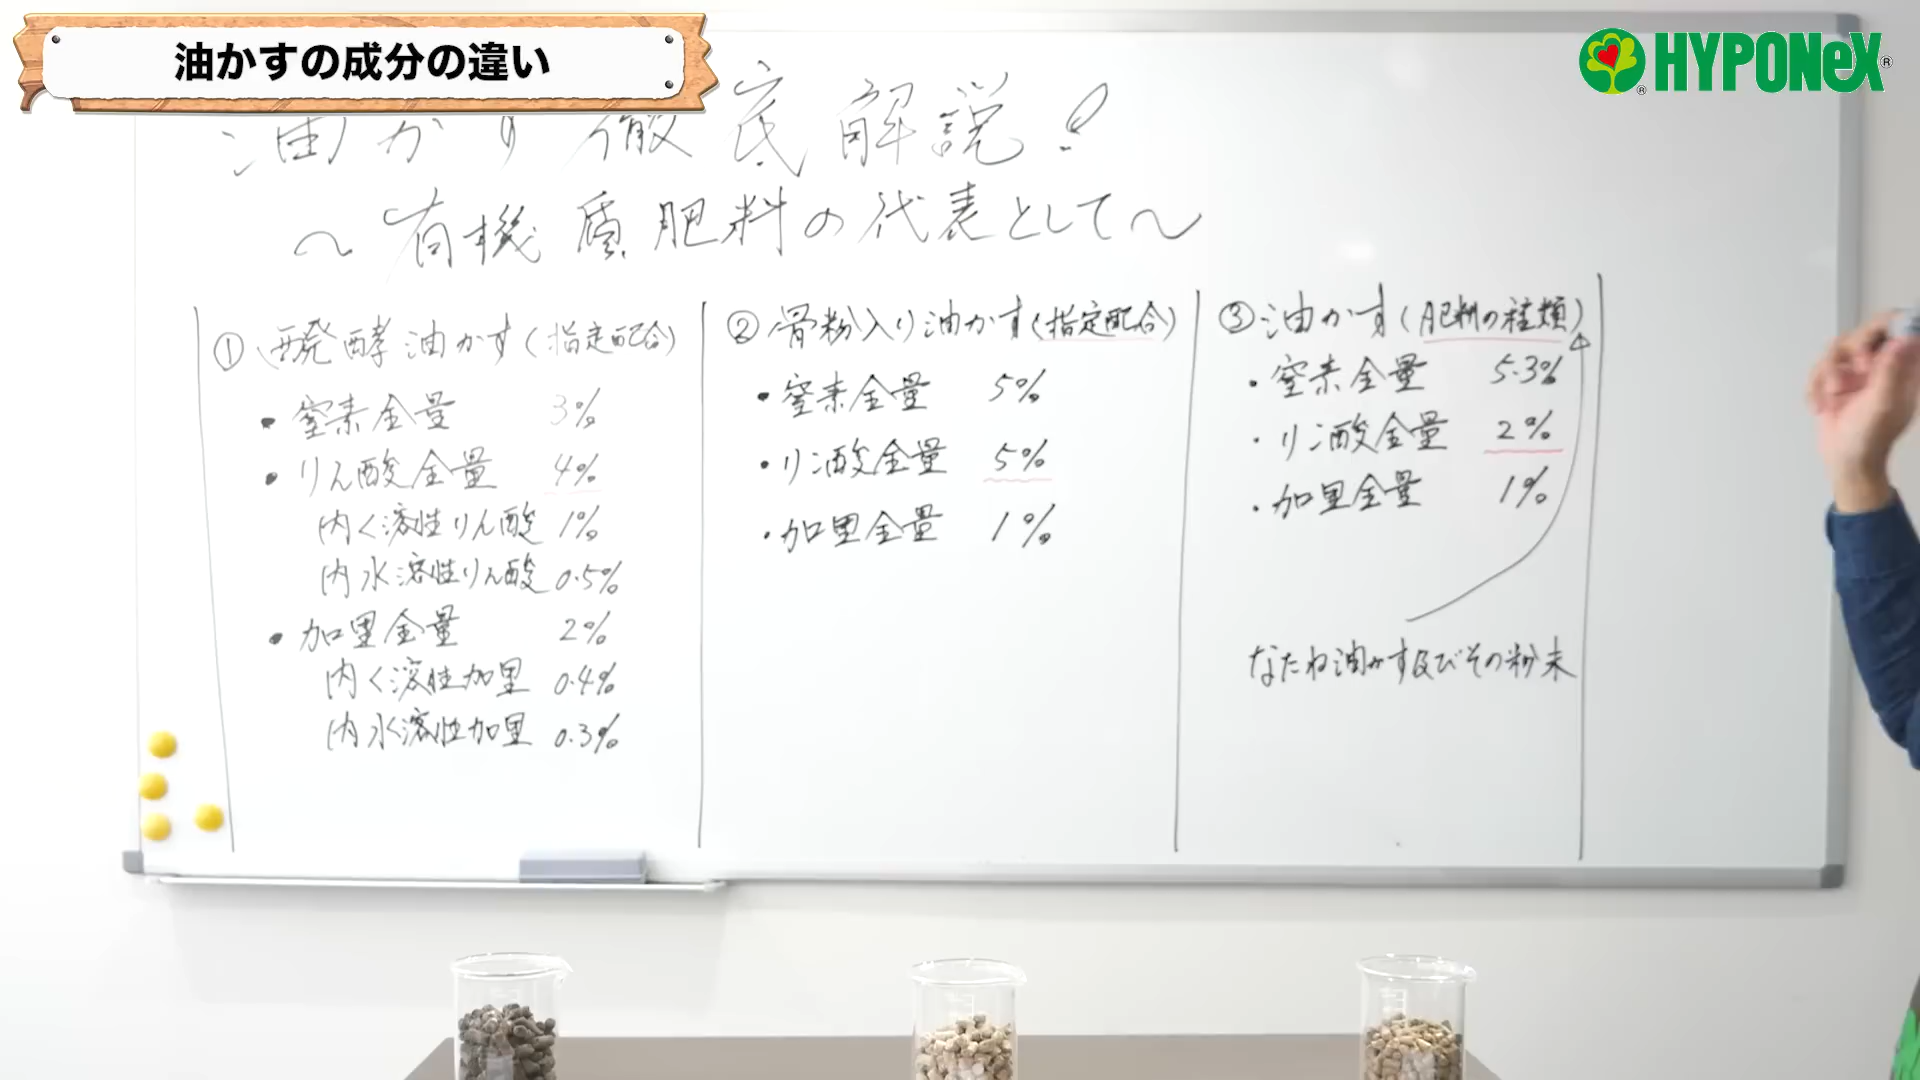 油かすの成分の違い
HYPONeX
油かす徹底解説!
～有機質肥料の代表として～
①醗酵油かす(指定配合)
・窒素全量 3%
・りん酸全量 4%
内く溶性りん酸 1%
内水溶性りん酸 0.5%
・加里全量 2%
内く溶性加里 0.4%
内水溶性加里 0.3%
②骨粉入り油かす(指定配合)
・窒素全量 5%
・リン酸全量 5%
・加里全量 1%
③油かす(肥料の種類)
・窒素全量 5.3%
・リン酸全量 2%
・加里全量 1%
なたね油かす及びその粉末